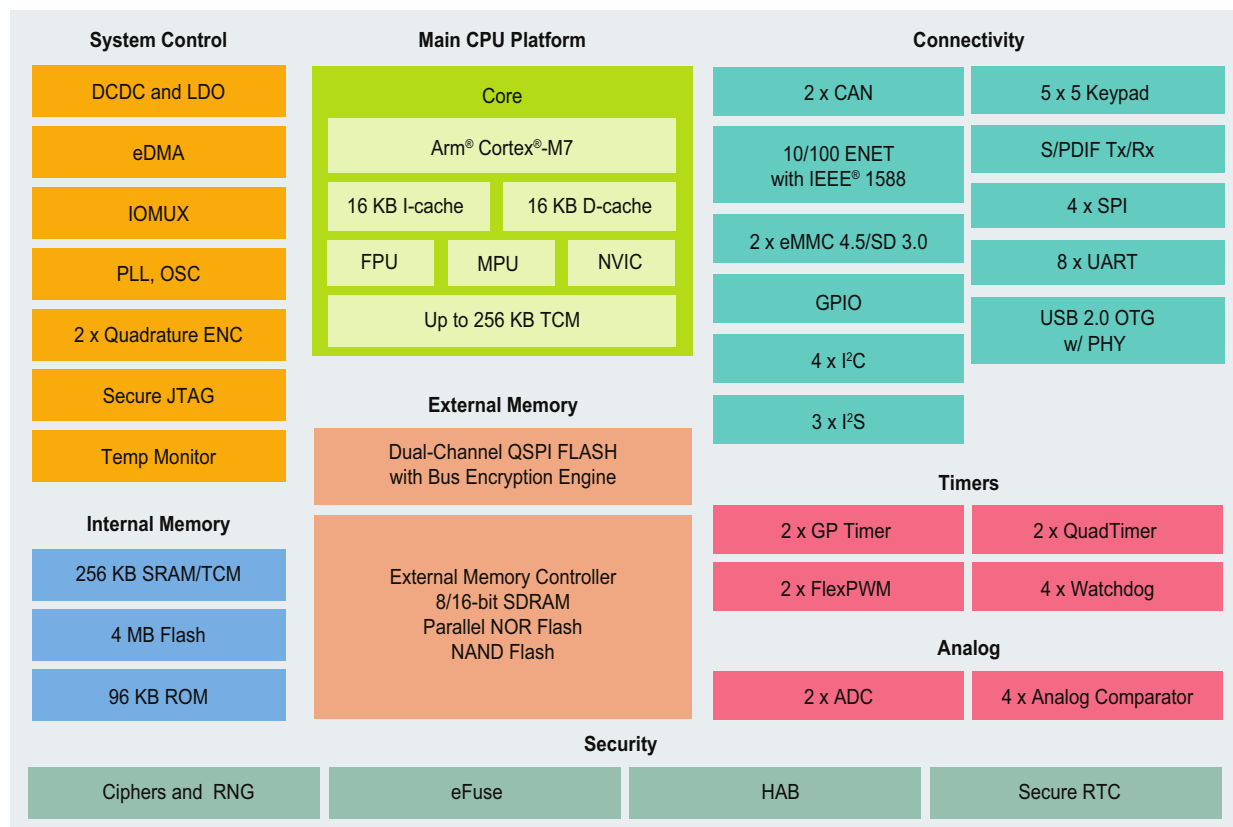 System Control
DCDC and LDO
eDMA
IOMUX
PLL, OSC
2 x Quadrature ENC
Secure JTAG
Temp Monitor
Internal Memory
256 KB SRAM/TCM
4 MB Flash
96 KB ROM
Main CPU Platform
Core
Arm® Cortex®-M7
16 KB I-cache
16 KB D-cache
FPU
MPU
NVIC
Up to 256 KB TCM
External Memory
Dual-Channel QSPI FLASH
with Bus Encryption Engine
External Memory Controller
8/16-bit SDRAM
Parallel NOR Flash
NAND Flash
Connectivity
2 x CAN
10/100 ENET
with IEEE® 1588
2 x eMMC 4.5/SD 3.0
GPIO
4 x I²C
3 x I²S
5 x 5 Keypad
S/PDIF Tx/Rx
4 x SPI
8 x UART
USB 2.0 OTG
w/ PHY
Timers
2 x GP Timer
2 x QuadTimer
2 x FlexPWM
4 x Watchdog
Analog
2 x ADC
4 x Analog Comparator
Security
Ciphers and RNG
eFuse
HAB
Secure RTC